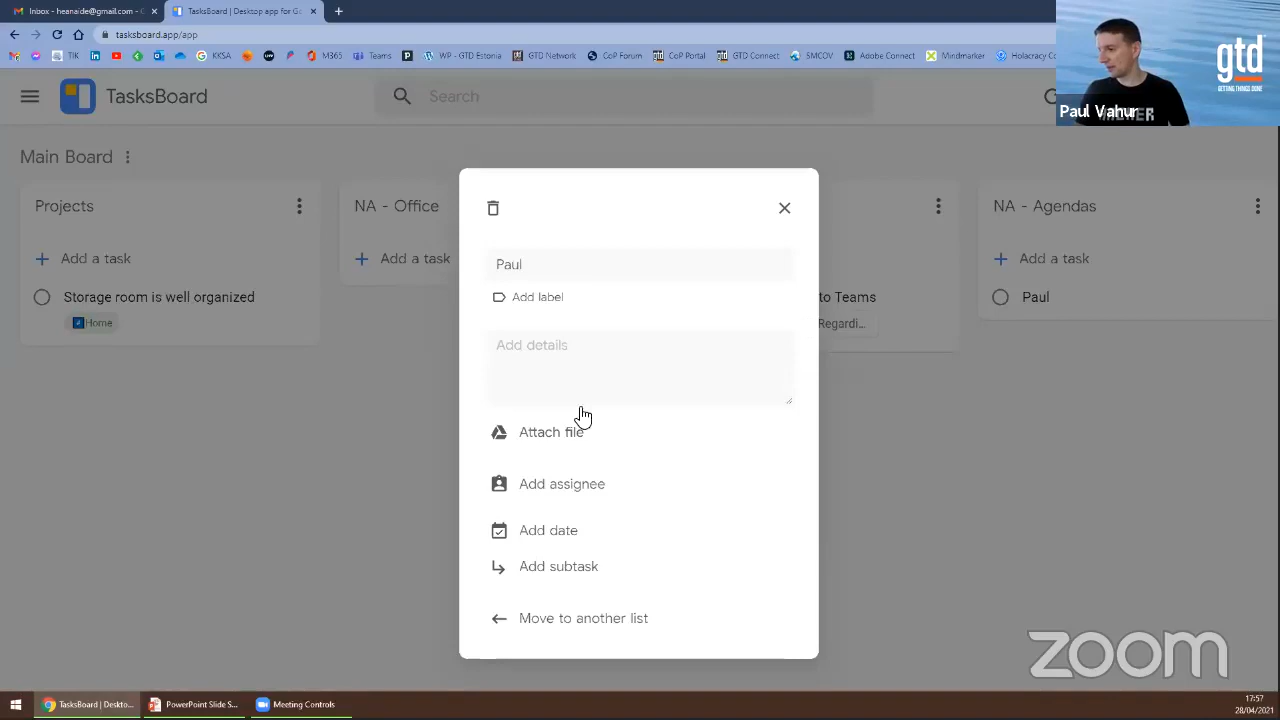 Inbox - heanaide@gmail.com - G
TasksBoard | Desktop app for Go
tasksboard.app/app
TIK
KKSA
M365
Teams
WP - GTD Estonia
GTD Network
CoP Forum
CoP Portal
GTD Connect
5MCOV
Adobe Connect
Mindmarker
Holacracy Co
gtd
GETTING THINGS DONE
Paul Vahur
TasksBoard
Search
Main Board
Projects
NA - Office
NA - Agendas
Add a task
Add a task
Add a task
Storage room is well organized
Home
to Teams
Regardi...
Paul
Paul
Add label
Add details
Attach file
Add assignee
Add date
Add subtask
Move to another list
zoom
TasksBoard | Deskto...
PowerPoint Slide S...
Meeting Controls
17:57
28/04/2021